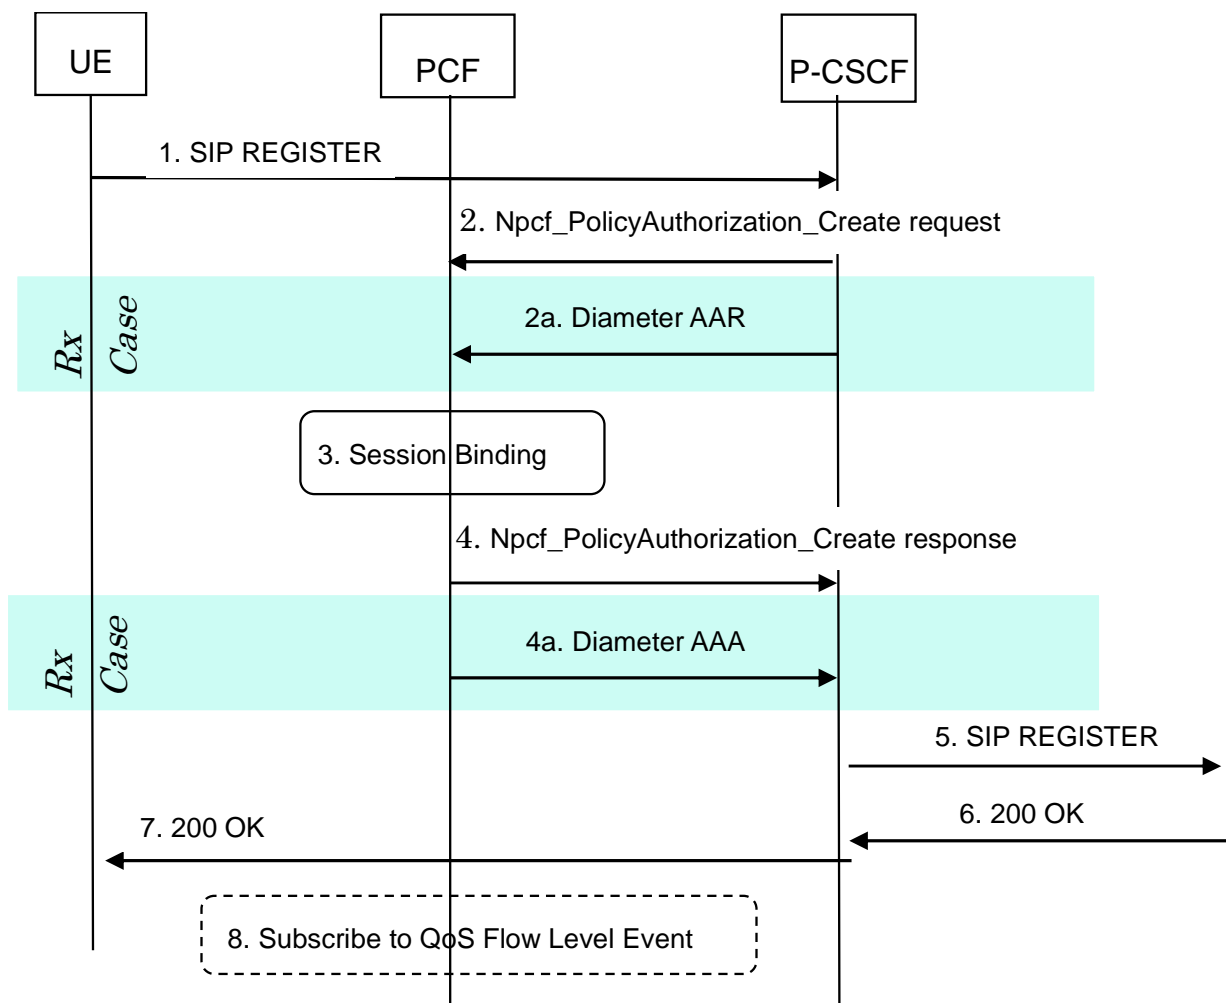 UE
PCF
P-CSCF
1. SIP REGISTER
2. Npcf_PolicyAuthorization_Create request
Rx
Case
2a. Diameter AAR
3. Session Binding
4. Npcf_PolicyAuthorization_Create response
Rx
Case
4a. Diameter AAA
5. SIP REGISTER
6. 200 OK
7. 200 OK
8. Subscribe to QoS Flow Level Event